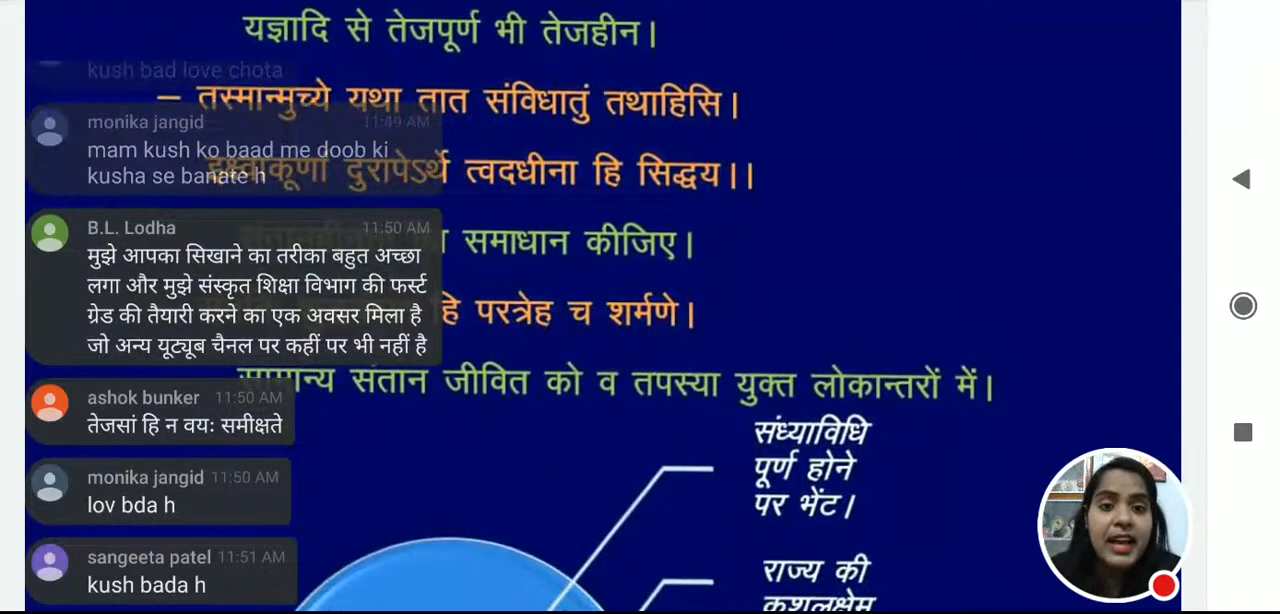 यज्ञादि से तेजपूर्ण भी तेजहीन।
kush bad love chota
– तस्मान्मुच्ये यथा तात संविधातुं तथाहिसि।
monika jangid 11:49 AM
mam kush ko baad me doob ki
kusha se banate h
इक्ष्वाकूणां दुरापेऽर्थे त्वदधीना हि सिद्धय।।
B.L. Lodha 11:50 AM
मुझे आपका सिखाने का तरीका बहुत अच्छा
लगा और मुझे संस्कृत शिक्षा विभाग की फर्स्ट
ग्रेड की तैयारी करने का एक अवसर मिला है
जो अन्य यूट्यूब चैनल पर कहीं पर भी नहीं है
समाधान कीजिए।
हि परत्रेह च शर्मणे।
सामान्य संतान जीवित को व तपस्या युक्त लोकान्तरों में।
ashok bunker 11:50 AM
तेजसां हि न वयः समीक्षते
monika jangid 11:50 AM
lov bda h
sangeeta patel 11:51 AM
kush bada h
संध्याविधि
पूर्ण होने
पर भेंट।
राज्य की
कुशलक्षेम